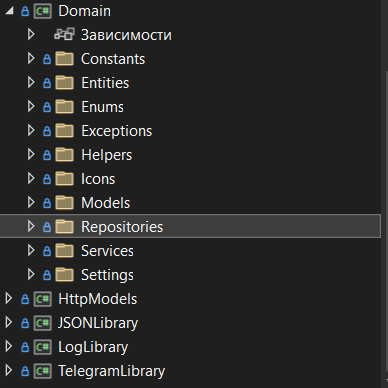 Domain
Зависимости
Constants
Entities
Enums
Exceptions
Helpers
Icons
Models
Repositories
Services
Settings
HttpModels
JSONLibrary
LogLibrary
TelegramLibrary